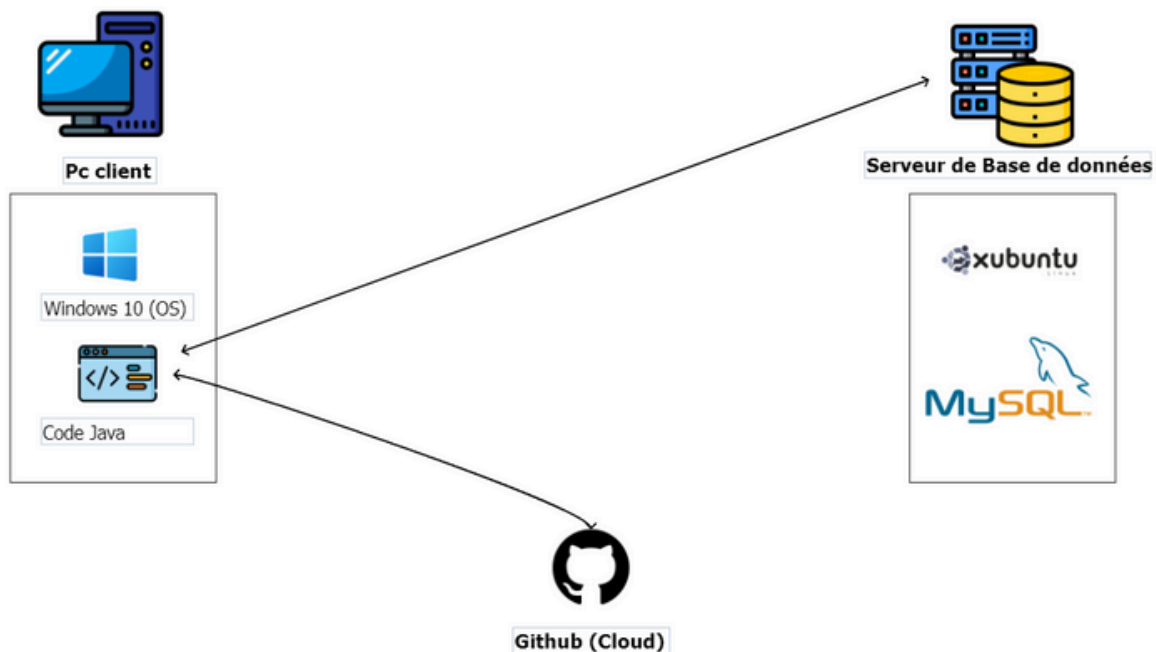 Pc client
Serveur de Base de données
Windows 10 (OS)
</>
Code Java
xubuntu
MySQL
Github (Cloud)